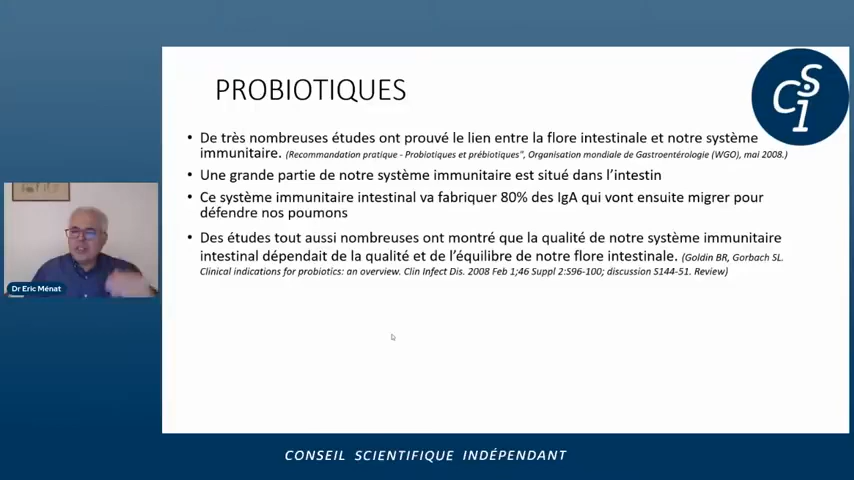 PROBIOTIQUES
CSI
• De très nombreuses études ont prouvé le lien entre la flore intestinale et notre système
immunitaire. (Recommandation pratique - Probiotiques et prébiotiques", Organisation mondiale de Gastroentérologie (WGO), mai 2008.)
• Une grande partie de notre système immunitaire est situé dans l'intestin
• Ce système immunitaire intestinal va fabriquer 80% des IgA qui vont ensuite migrer pour
défendre nos poumons
• Des études tout aussi nombreuses ont montré que la qualité de notre système immunitaire
intestinal dépendait de la qualité et de l'équilibre de notre flore intestinale. (Goldin BR, Gorbach SL.
Clinical indications for probiotics: an overview. Clin Infect Dis. 2008 Feb 1;46 Suppl 2:S96-100; discussion S144-51. Review)
Dr Eric Ménat
CONSEIL SCIENTIFIQUE INDÉPENDANT